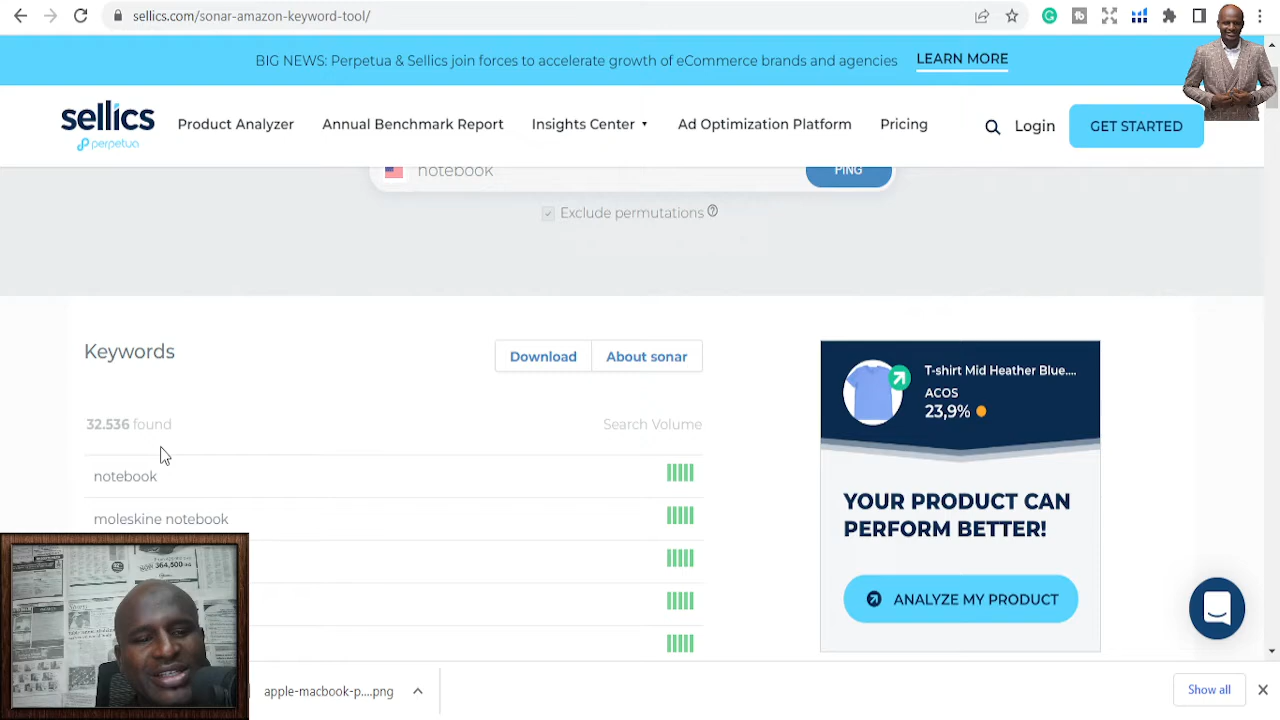 sellics.com/sonar-amazon-keyword-tool/
BIG NEWS: Perpetua & Sellics join forces to accelerate growth of eCommerce brands and agencies LEARN MORE
sellics
perpetua
Product Analyzer Annual Benchmark Report Insights Center Ad Optimization Platform Pricing Login GET STARTED
notebook PING
Exclude permutations
Keywords Download About sonar
32.536 found Search Volume
notebook
moleskine notebook
T-shirt Mid Heather Blue....
ACOS
23,9%
YOUR PRODUCT CAN
PERFORM BETTER!
ANALYZE MY PRODUCT
apple-macbook-p....png Show all